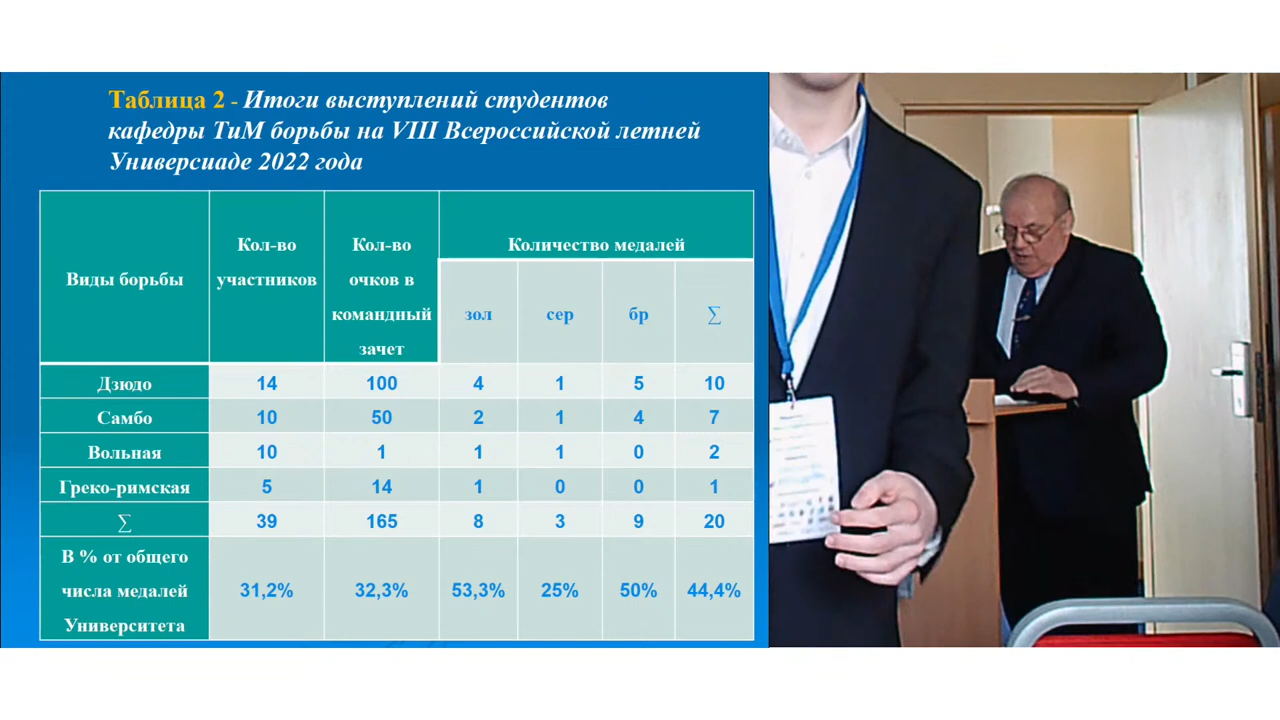 Таблица 2 - Итоги выступлений студентов
кафедры ТиМ борьбы на VIII Всероссийской летней
Универсиаде 2022 года
Виды борьбы
Кол-во
участников
Кол-во
очков в
командный
зачет
Количество медалей
зол сер бр ∑
Дзюдо 14 100 4 1 5 10
Самбо 10 50 2 1 4 7
Вольная 10 1 1 1 0 2
Греко-римская 5 14 1 0 0 1
∑ 39 165 8 3 9 20
В % от общего
числа медалей
Университета
31,2% 32,3% 53,3% 25% 50% 44,4%